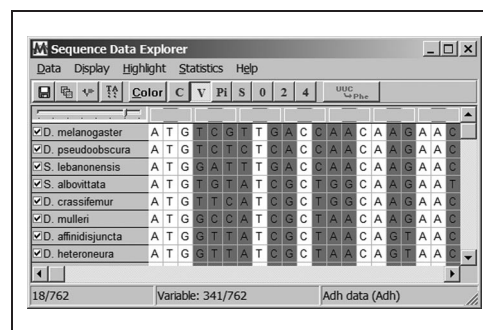 Sequence Data Explorer
Data Display Highlight Statistics Help
TA Color C V Pi S 0 2 4 UUC Phe
D. melanogaster A T G T C G T T G A C C A A C A A G A A C
D. pseudoobscura A T G T C T C T C A C C A A C A A G A A C
S. lebanonensis A T G G A T T T G A C C A A C A A G A A C
S. albovittata A T G T G T A T C G C T G G C A A G A A T
D. crassifemur A T G T T C A T C G C T G G C A A G A A C
D. mulleri A T G G C C A T C G C T A A C A A G A A C
D. affinidisjuncta A T G G T T A T C G C T A A C A G T A A C
D. heteroneura A T G G T T A T C G C T A A C A G T A A C
18/762 Variable: 341/762 Adh data (Adh)